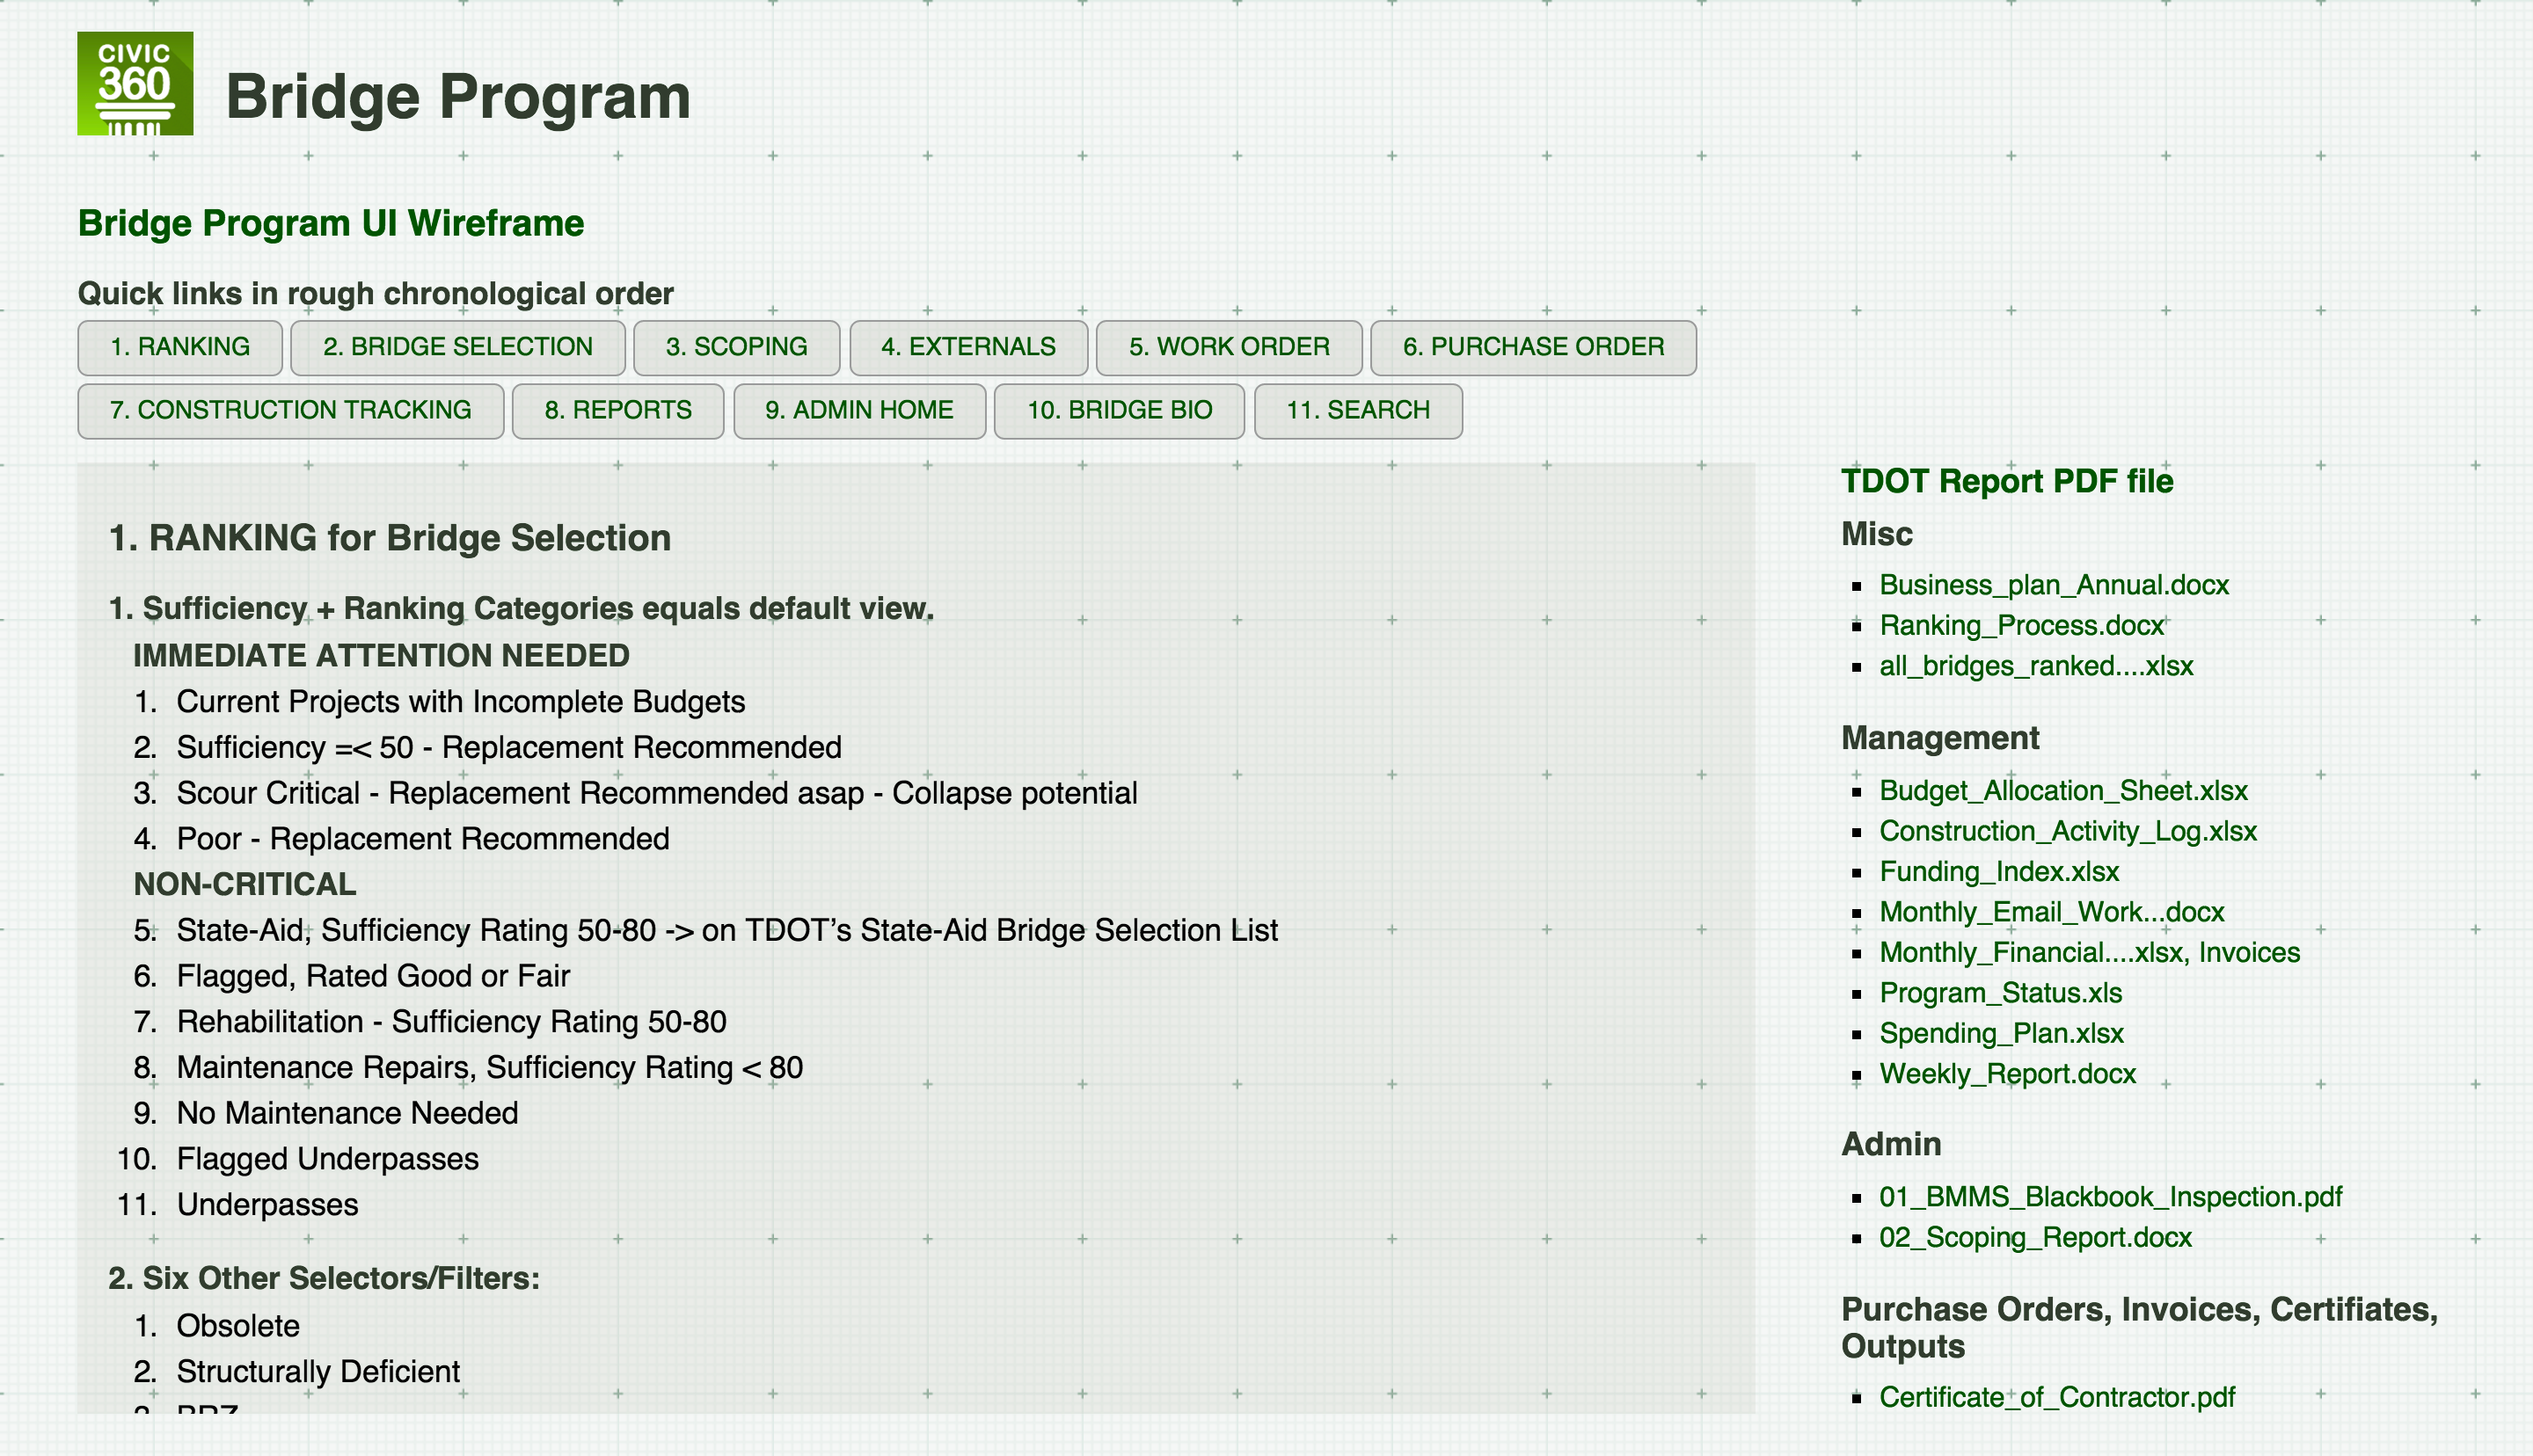 CIVIC
360
Bridge Program
Bridge Program UI Wireframe
Quick links in rough chronological order
1. RANKING
2. BRIDGE SELECTION
3. SCOPING
4. EXTERNALS
5. WORK ORDER
6. PURCHASE ORDER
7. CONSTRUCTION TRACKING
8. REPORTS
9. ADMIN HOME
10. BRIDGE BIO
11. SEARCH
1. RANKING for Bridge Selection
1. Sufficiency + Ranking Categories equals default view.
IMMEDIATE ATTENTION NEEDED
1. Current Projects with Incomplete Budgets
2. Sufficiency =< 50 - Replacement Recommended
3. Scour Critical - Replacement Recommended asap - Collapse potential
4. Poor - Replacement Recommended
NON-CRITICAL
5. State-Aid, Sufficiency Rating 50-80 -> on TDOT’s State-Aid Bridge Selection List
6. Flagged, Rated Good or Fair
7. Rehabilitation - Sufficiency Rating 50-80
8. Maintenance Repairs, Sufficiency Rating < 80
9. No Maintenance Needed
10. Flagged Underpasses
11. Underpasses
2. Six Other Selectors/Filters:
1. Obsolete
2. Structurally Deficient
TDOT Report PDF file
Misc
Business_plan_Annual.docx
Ranking_Process.docx
all_bridges_ranked....xlsx
Management
Budget_Allocation_Sheet.xlsx
Construction_Activity_Log.xlsx
Funding_Index.xlsx
Monthly_Email_Work...docx
Monthly_Financial....xlsx, Invoices
Program_Status.xls
Spending_Plan.xlsx
Weekly_Report.docx
Admin
01_BMMS_Blackbook_Inspection.pdf
02_Scoping_Report.docx
Purchase Orders, Invoices, Certifiates,
Outputs
Certificate_of_Contractor.pdf